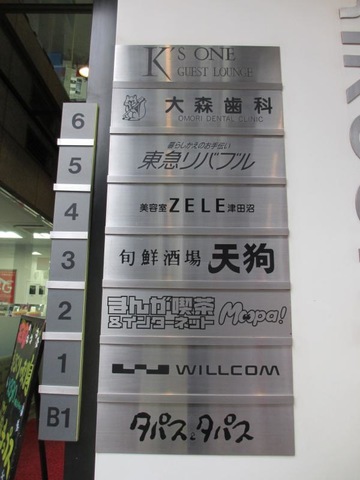 K's ONE
GUEST LOUNGE
6
大森歯科
OMORI DENTAL CLINIC
5
暮らしかえのお手伝い
東急リバブル
4
美容室 ZELE 津田沼
3
旬鮮酒場 天狗
2
まんが喫茶
&インターネット Moopa!
1
WILLCOM
B1
タパス&タパス